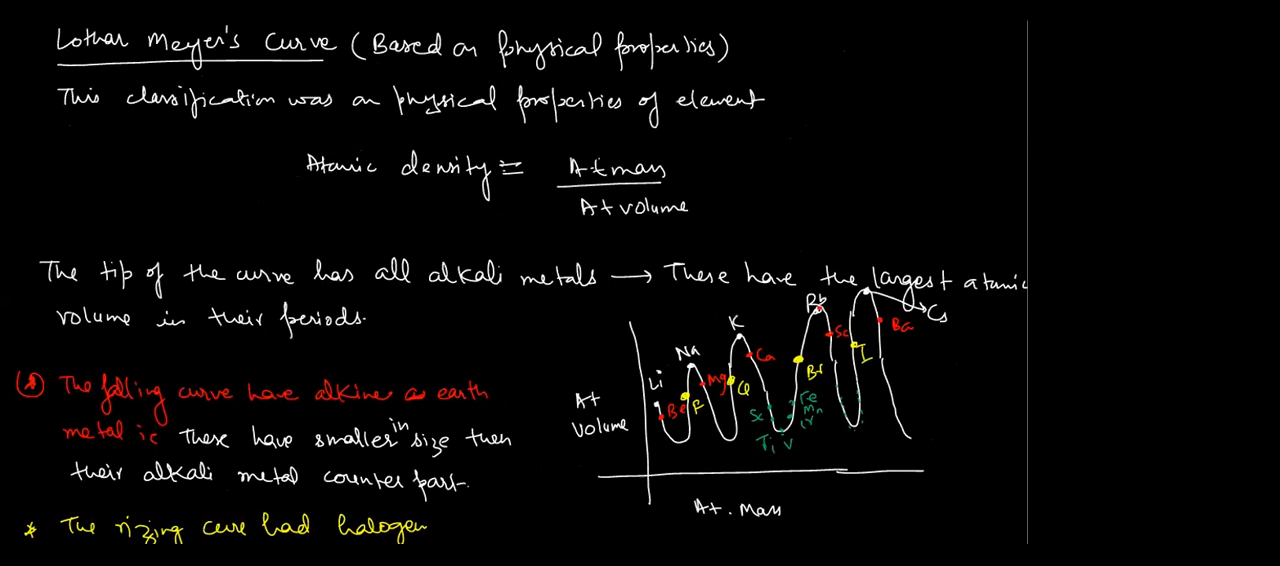 Lothar Meyer's Curve (Based on physical properties)
This classification was on physical properties of element
Atomic density = At mass
At volume
The tip of the curve has all alkali metals → These have the largest atomic
volume in their periods.
(*) The falling curve have alkine earth
metal ie These have smaller in size then
their alkali metal counter part.
* The rizing cure had halogen
Li
Be
F
Na
Mg
Cl
K
Ca
Sc
Ti
V
Cr
Mn
Fe
Br
Rb
Sc
I
Cs
Ba
At
volume
At. Mass